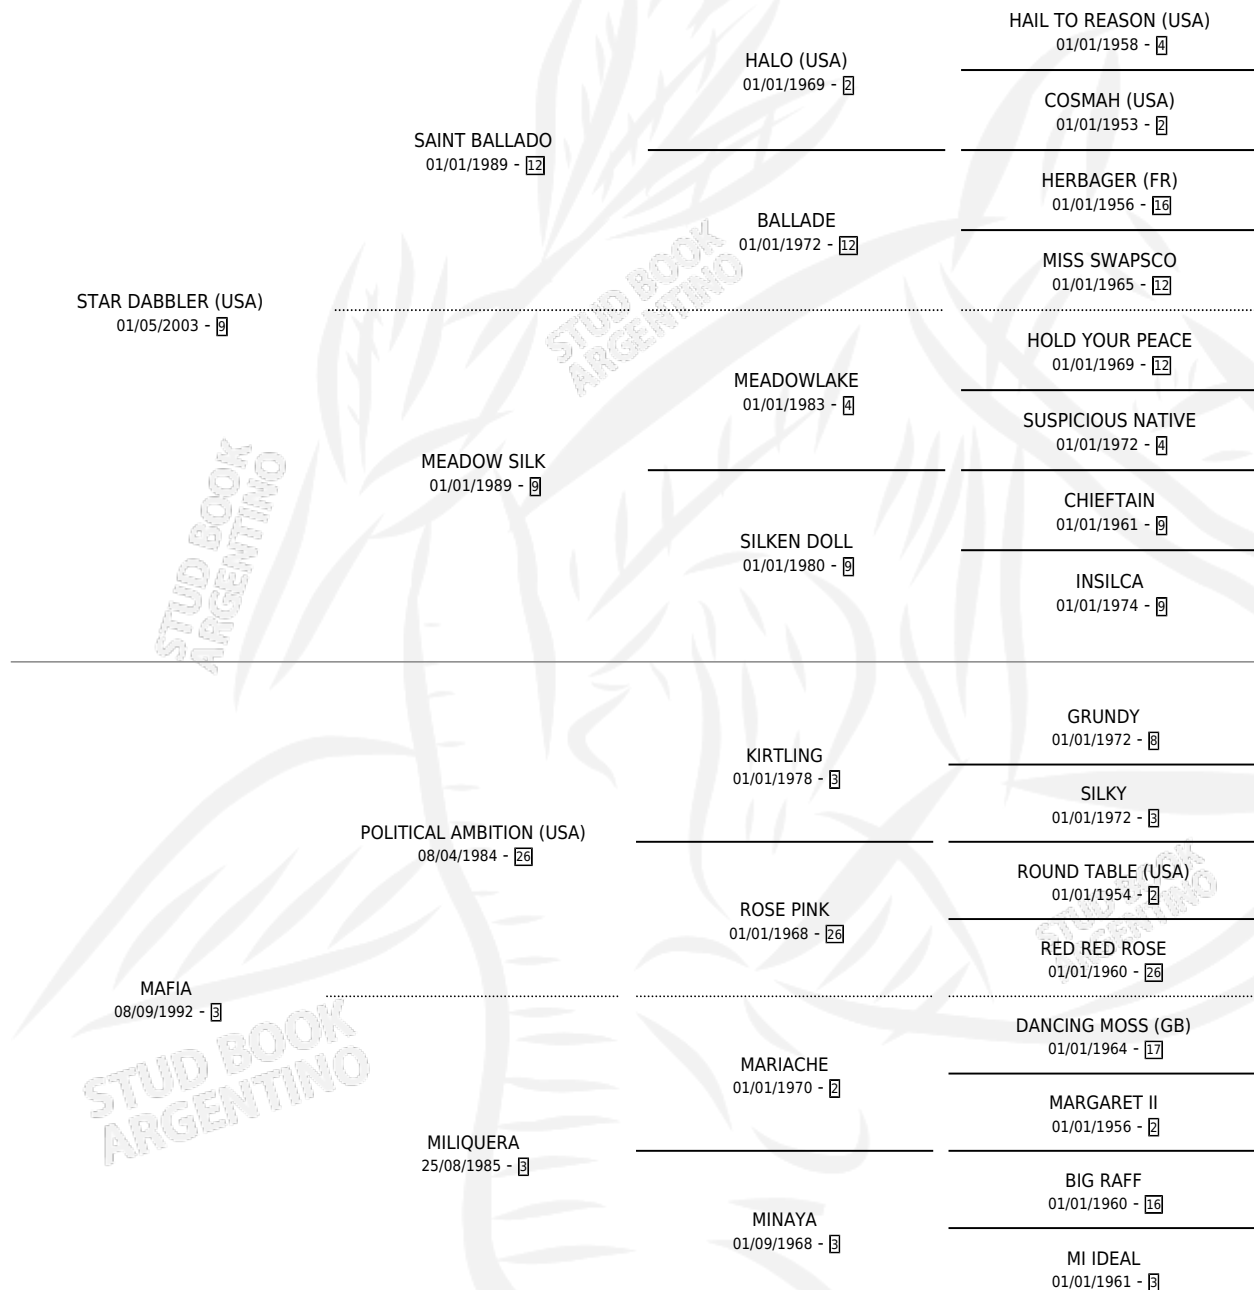 HAIL TO REASON (USA)
01/01/1958 - 4
HALO (USA)
01/01/1969 - 2
COSMAH (USA)
01/01/1953 - 2
SAINT BALLADO
01/01/1989 - 12
HERBAGER (FR)
01/01/1956 - 16
BALLADE
01/01/1972 - 12
MISS SWAPSCO
01/01/1965 - 12
STAR DABBLER (USA)
01/05/2003 - 9
STUD BOOK
ARGENTINO
HOLD YOUR PEACE
01/01/1969 - 12
MEADOWLAKE
01/01/1983 - 4
SUSPICIOUS NATIVE
01/01/1972 - 4
MEADOW SILK
01/01/1989 - 9
CHIEFTAIN
01/01/1961 - 9
SILKEN DOLL
01/01/1980 - 9
INSILCA
01/01/1974 - 9
STUD BOOK
ARGENTINO
GRUNDY
01/01/1972 - 8
KIRTLING
01/01/1978 - 3
SILKY
01/01/1972 - 3
POLITICAL AMBITION (USA)
08/04/1984 - 26
ROUND TABLE (USA)
01/01/1954 - 2
ROSE PINK
01/01/1968 - 26
STUD BOOK
ARGENTINO
RED RED ROSE
01/01/1960 - 26
MAFIA
08/09/1992 - 3
STUD BOOK
ARGENTINO
DANCING MOSS (GB)
01/01/1964 - 17
MARIACHE
01/01/1970 - 2
MARGARET II
01/01/1956 - 2
MILIQUERA
25/08/1985 - 3
BIG RAFF
01/01/1960 - 16
MINAYA
01/09/1968 - 3
MI IDEAL
01/01/1961 - 3